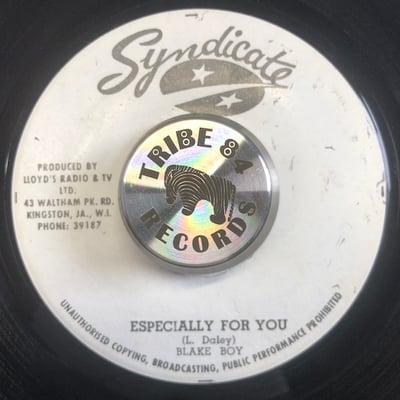 Syndicate
PRODUCED BY
LLOYD'S RADIO & TV
LTD.
43 WALTHAM PK. RD.
KINGSTON, JA., W.I.
PHONE: 39187
TRIBE 84
RECORDS
ESPECIALLY FOR YOU
(L. Daley)
BLAKE BOY
UNAUTHORISED COPYING, BROADCASTING, PUBLIC PERFORMANCE PROHIBITED